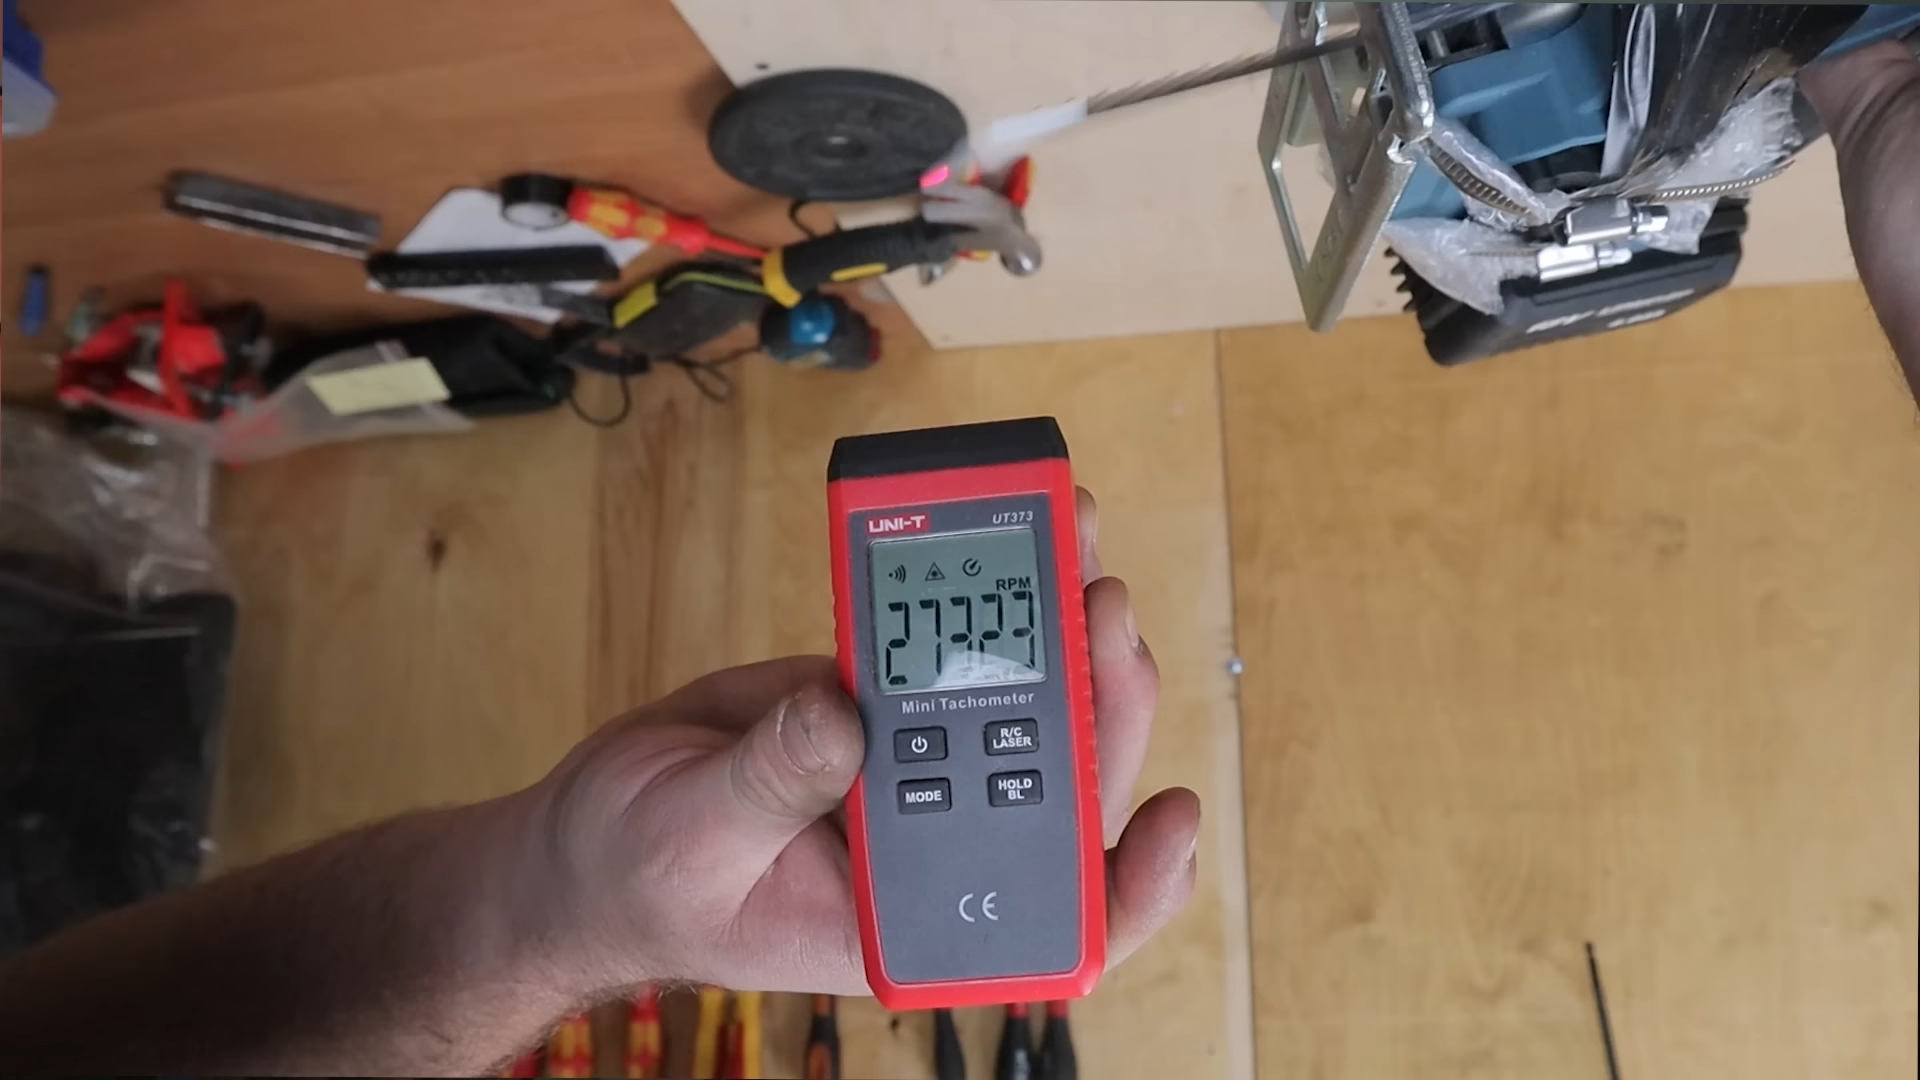 UNI-T UT373
RPM
27323
Mini Tachometer
R/C
LASER
MODE
HOLD
BL
CE